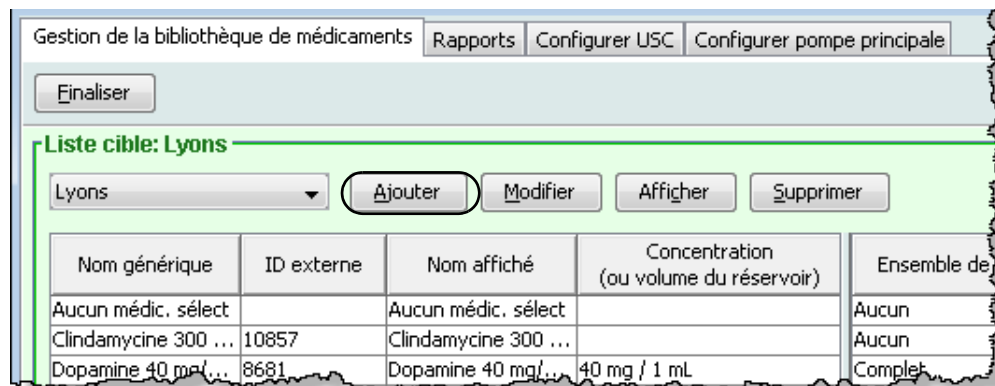 Gestion de la bibliothèque de médicaments Rapports Configurer USC Configurer pompe principale
Finaliser
Liste cible: Lyons
Lyons Ajouter Modifier Afficher Supprimer
Nom générique ID externe Nom affiché Concentration (ou volume du réservoir) Ensemble de
Aucun médic. sélect Aucun médic. sélect Aucun
Clindamycine 300 ... 10857 Clindamycine 300 ... Aucun
Dopamine 40 mg/... 8681 Dopamine 40 mg/... 40 mg / 1 mL Complet